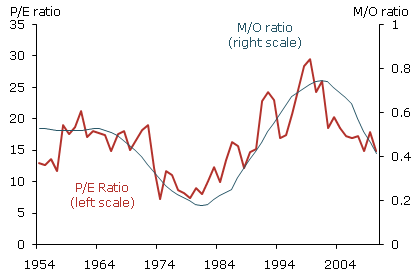 P/E ratio M/O ratio
35 1
30 0.8
25
20 0.6
15 0.4
10
5 0.2
0 0
M/O ratio
(right scale)
P/E Ratio
(left scale)
1954 1964 1974 1984 1994 2004